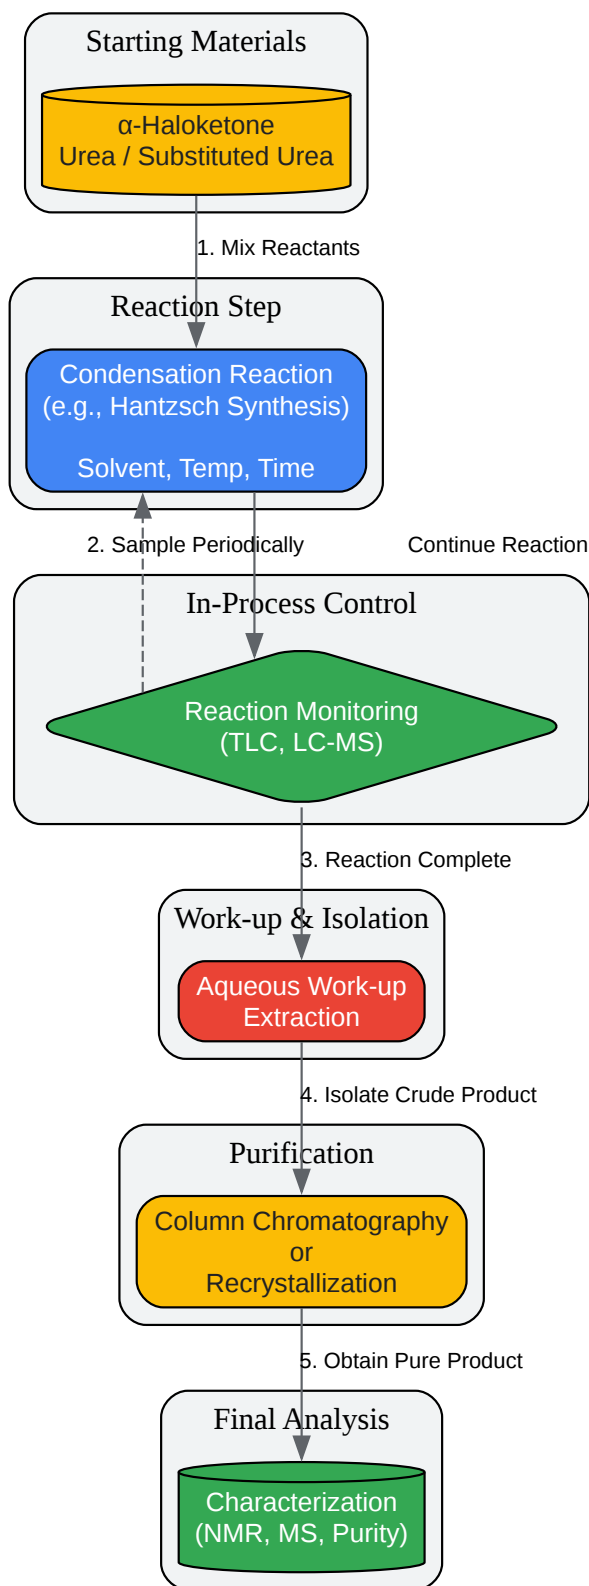 Starting Materials
α-Haloketone
Urea / Substituted Urea
1. Mix Reactants
Reaction Step
Condensation Reaction
(e.g., Hantzsch Synthesis)
Solvent, Temp, Time
2. Sample Periodically
Continue Reaction
In-Process Control
Reaction Monitoring
(TLC, LC-MS)
3. Reaction Complete
Work-up & Isolation
Aqueous Work-up
Extraction
4. Isolate Crude Product
Purification
Column Chromatography
or
Recrystallization
5. Obtain Pure Product
Final Analysis
Characterization
(NMR, MS, Purity)